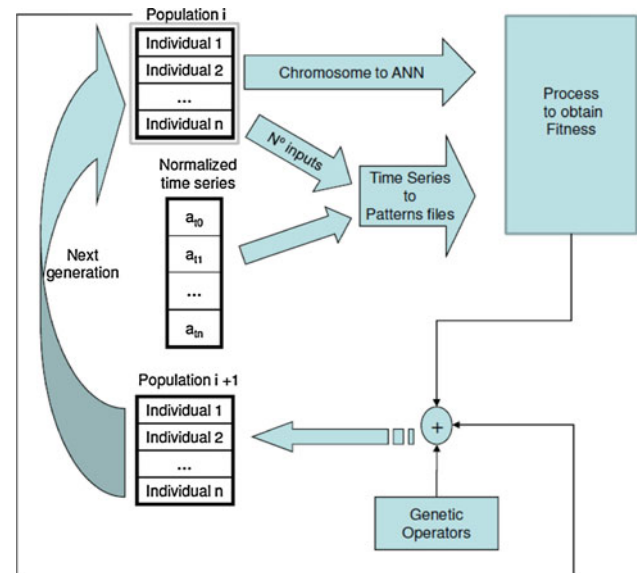 Population i
Individual 1
Individual 2
...
Individual n
Chromosome to ANN
Process
to obtain
Fitness
Nº inputs
Time Series
to
Patterns files
Normalized
time series
at0
at1
...
atn
Next
generation
Population i +1
Individual 1
Individual 2
...
Individual n
+
Genetic
Operators